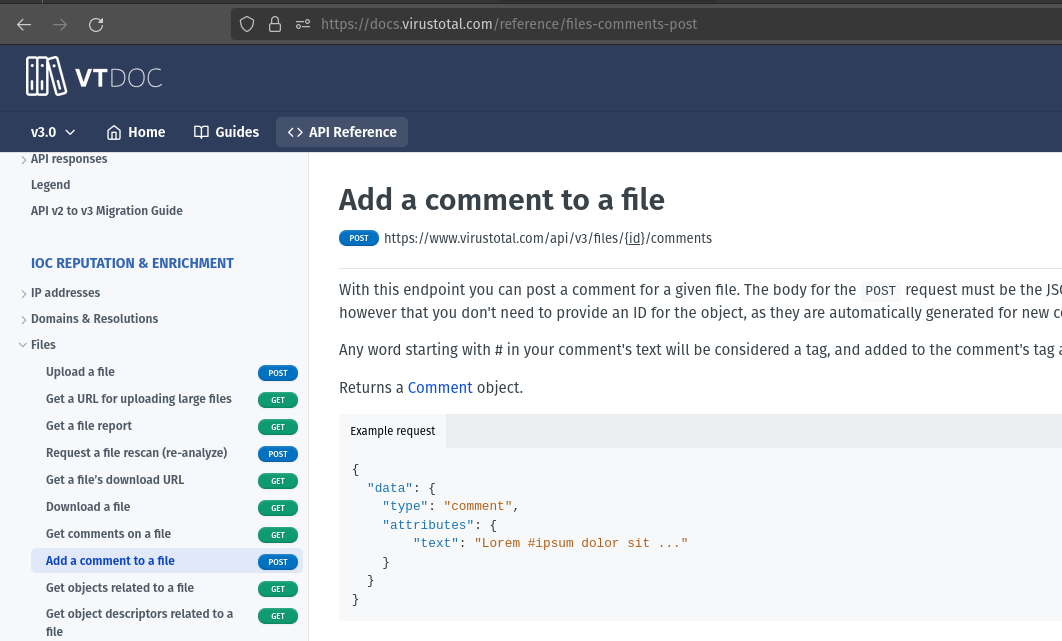 https://docs.virustotal.com/reference/files-comments-post
VTDOC
v3.0
Home
Guides
<> API Reference
API responses
Legend
API v2 to v3 Migration Guide
IOC REPUTATION & ENRICHMENT
IP addresses
Domains & Resolutions
Files
Upload a file POST
Get a URL for uploading large files GET
Get a file report GET
Request a file rescan (re-analyze) POST
Get a file's download URL GET
Download a file GET
Get comments on a file GET
Add a comment to a file POST
Get objects related to a file GET
Get object descriptors related to a GET
file
Add a comment to a file
POST https://www.virustotal.com/api/v3/files/{id}/comments
With this endpoint you can post a comment for a given file. The body for the POST request must be the
however that you don't need to provide an ID for the object, as they are automatically generated for new
Any word starting with # in your comment's text will be considered a tag, and added to the comment's tag
Returns a Comment object.
Example request
{
"data": {
"type": "comment",
"attributes": {
"text": "Lorem #ipsum dolor sit ..."
}
}
}